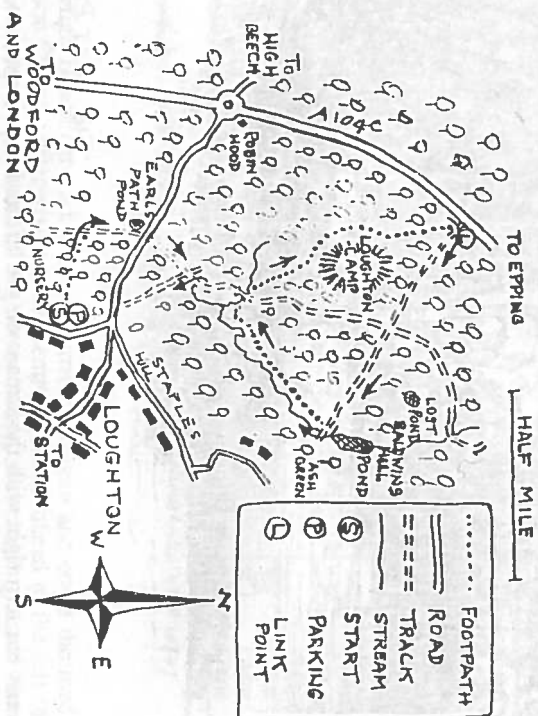 TO EPPING
HALF MILE
A104
L
LOUGHTON
CAMP
LOST
POND
BALDWINS
HILL
POND
ASH
GREEN
TO
HIGH
BEECH
ROBIN
HOOD
EARLS
PATH
POND
STAPLES
HILL
NURSERY
P
S
LOUGHTON
TO
STATION
TO
WOODFORD
AND LONDON
FOOTPATH
ROAD
TRACK
STREAM
S START
P PARKING
L LINK
POINT
N
W
E
S